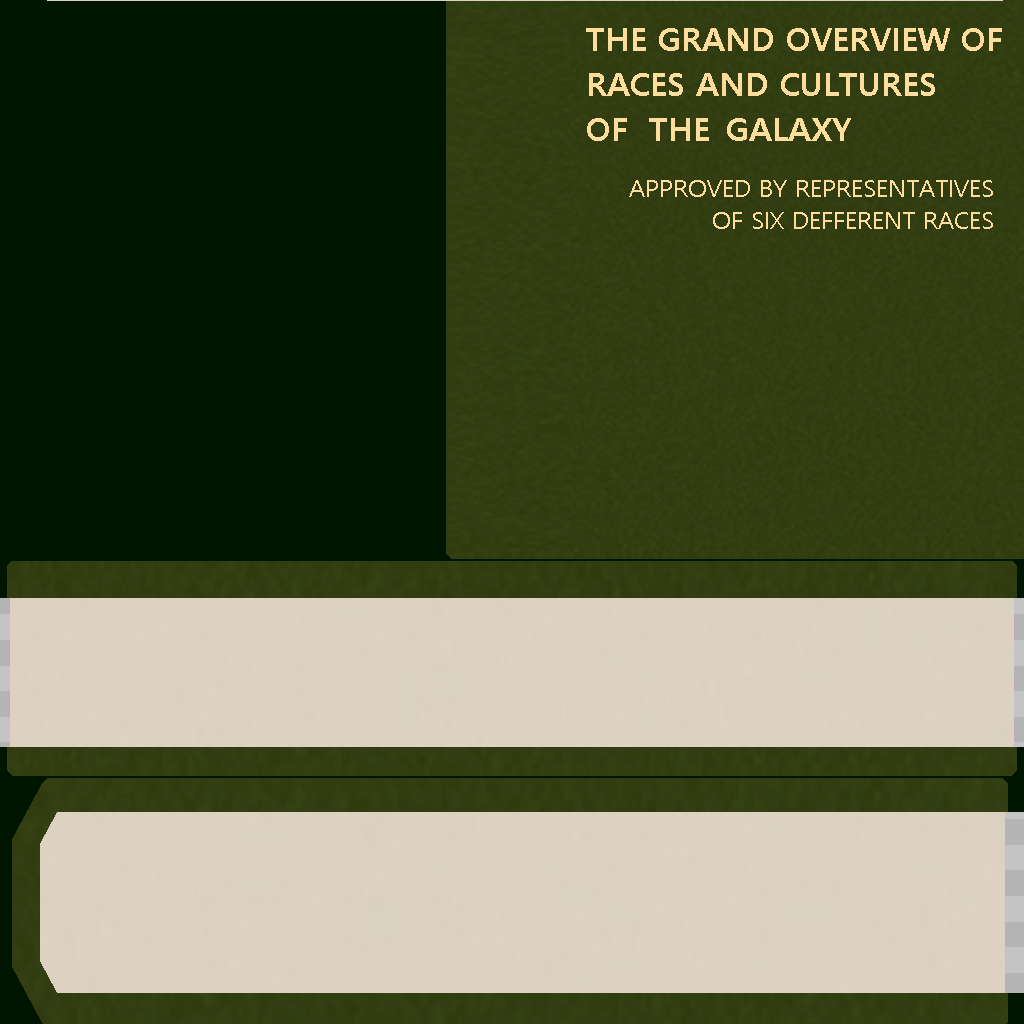 THE GRAND OVERVIEW OF
RACES AND CULTURES
OF THE GALAXY
APPROVED BY REPRESENTATIVES
OF SIX DEFFERENT RACES